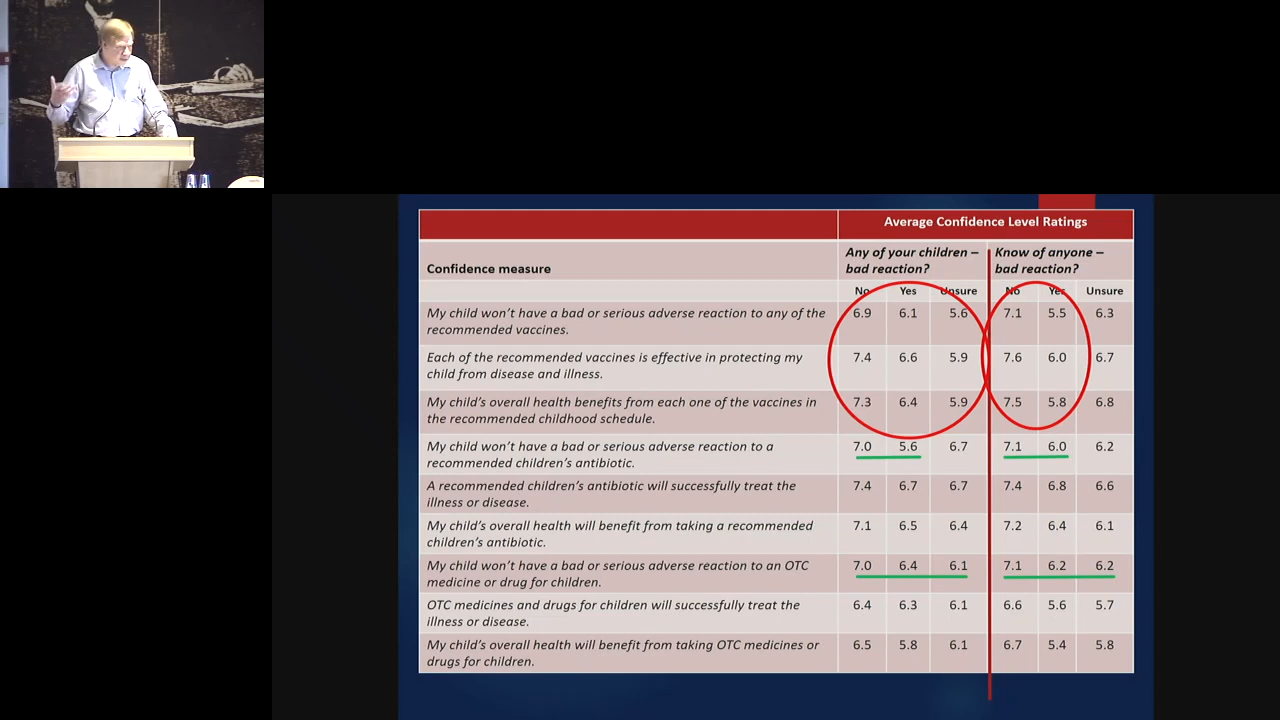 Average Confidence Level Ratings
Confidence measure
Any of your children –
bad reaction?
Know of anyone –
bad reaction?
No Yes Unsure No Yes Unsure
My child won't have a bad or serious adverse reaction to any of the
recommended vaccines.
6.9 6.1 5.6 7.1 5.5 6.3
Each of the recommended vaccines is effective in protecting my
child from disease and illness.
7.4 6.6 5.9 7.6 6.0 6.7
My child's overall health benefits from each one of the vaccines in
the recommended childhood schedule.
7.3 6.4 5.9 7.5 5.8 6.8
My child won't have a bad or serious adverse reaction to a
recommended children's antibiotic.
7.0 5.6 6.7 7.1 6.0 6.2
A recommended children's antibiotic will successfully treat the
illness or disease.
7.4 6.7 6.7 7.4 6.8 6.6
My child's overall health will benefit from taking a recommended
children's antibiotic.
7.1 6.5 6.4 7.2 6.4 6.1
My child won't have a bad or serious adverse reaction to an OTC
medicine or drug for children.
7.0 6.4 6.1 7.1 6.2 6.2
OTC medicines and drugs for children will successfully treat the
illness or disease.
6.4 6.3 6.1 6.6 5.6 5.7
My child's overall health will benefit from taking OTC medicines or
drugs for children.
6.5 5.8 6.1 6.7 5.4 5.8